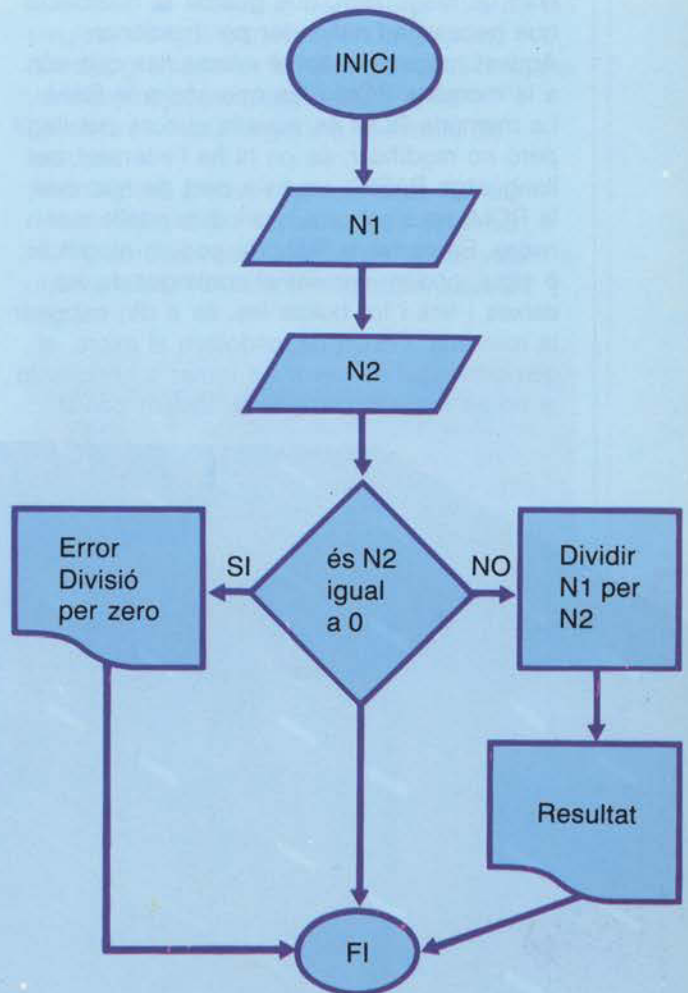 INICI
N1
N2
Error
Divisió
per zero
SI
és N2
igual
a 0
NO
Dividir
N1 per
N2
Resultat
FI